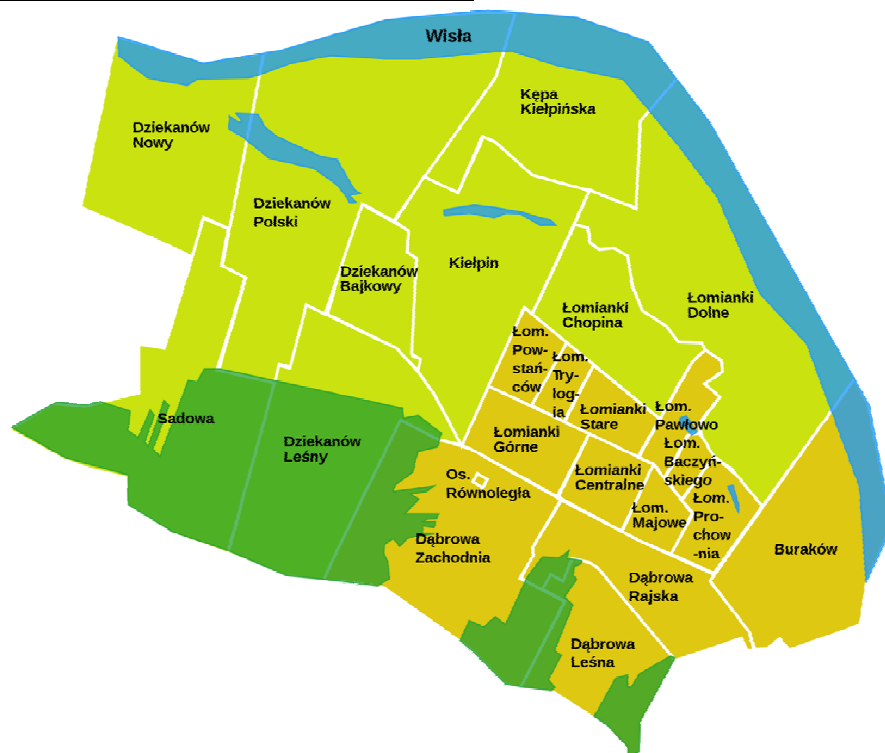 Wisła
Kępa
Kiełpińska
Dziekanów
Nowy
Dziekanów
Polski
Dziekanów
Bajkowy
Kiełpin
Łomianki
Dolne
Łomianki
Chopina
Łom.
Pow-
stań-
ców
Łom.
Try-
log-
ia
Łomianki
Stare
Łom.
Pawłowo
Łom.
Baczyń-
skiego
Łom.
Pro-
chow
-nia
Sadowa
Dziekanów
Leśny
Łomianki
Górne
Os.
Równoległa
Łomianki
Centralne
Łom.
Majowe
Dąbrowa
Zachodnia
Buraków
Dąbrowa
Rajska
Dąbrowa
Leśna